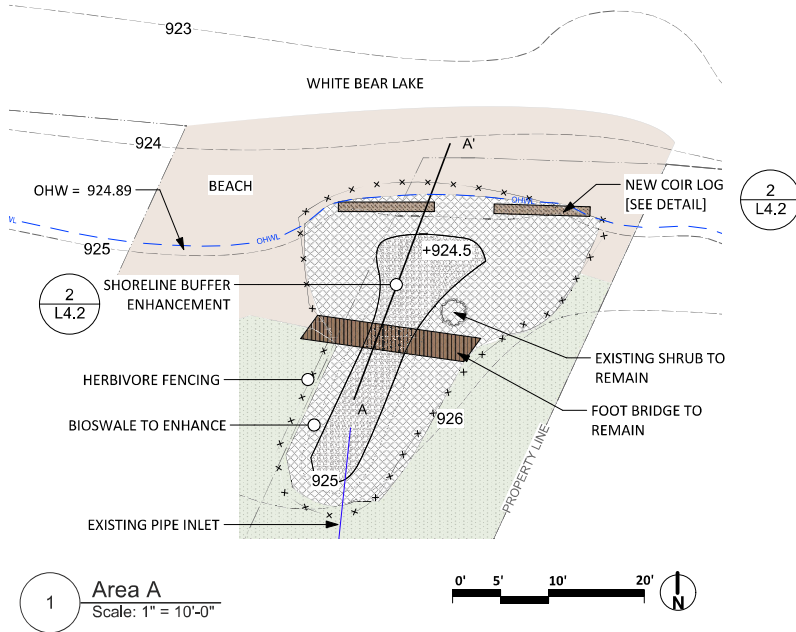 923
WHITE BEAR LAKE
924
A'
OHW = 924.89
BEACH
OHWL
NEW COIR LOG
[SEE DETAIL]
2
L4.2
WL
OHWL
925
+924.5
2
L4.2
SHORELINE BUFFER
ENHANCEMENT
EXISTING SHRUB TO
REMAIN
HERBIVORE FENCING
A
FOOT BRIDGE TO
REMAIN
BIOSWALE TO ENHANCE
926
PROPERTY LINE
925
EXISTING PIPE INLET
1
Area A
Scale: 1" = 10'-0"
0' 5' 10' 20'
N